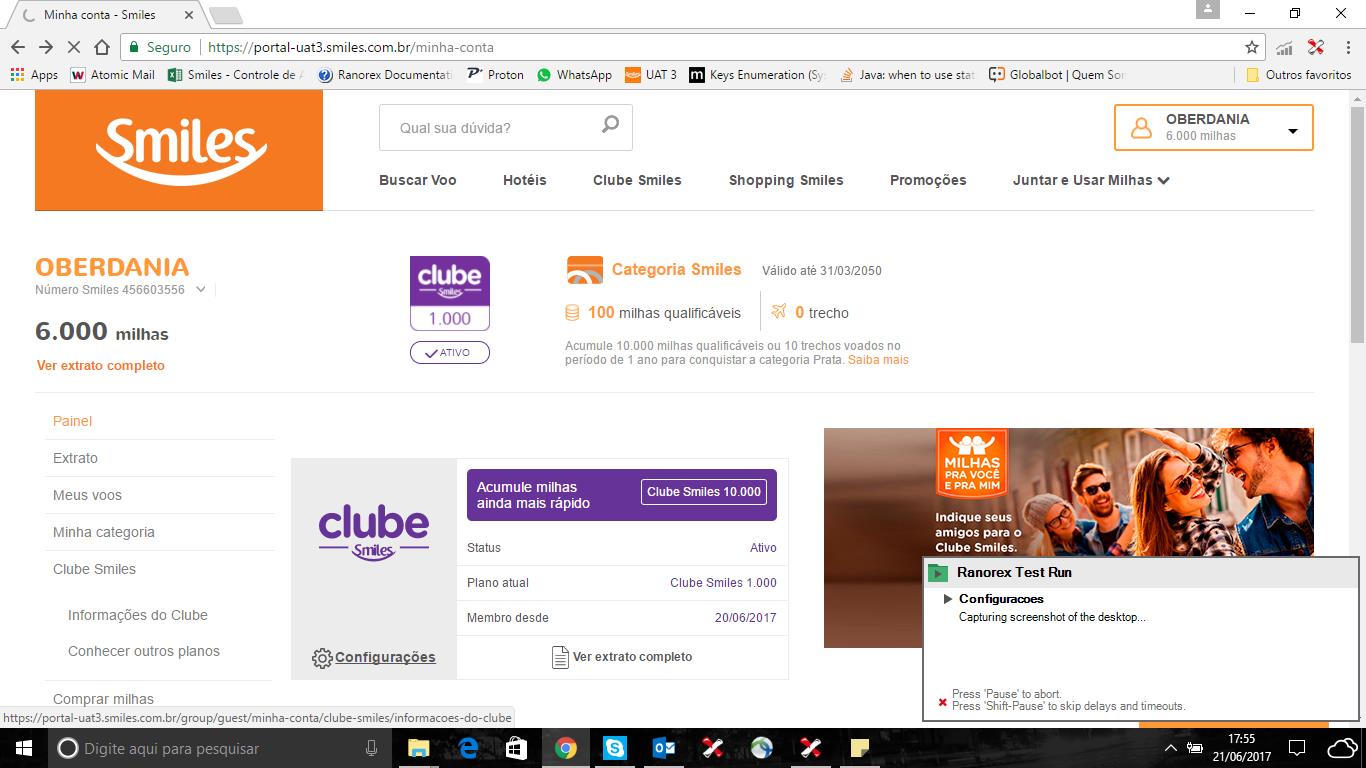 Minha conta - Smiles
Seguro
https://portal-uat3.smiles.com.br/minha-conta
Apps
Atomic Mail
Smiles - Controle de
Ranorex Documentati
Proton
WhatsApp
UAT 3
Keys Enumeration (Sy
Java: when to use stat
Globalbot | Quem So
Outros favoritos
Smiles
Qual sua dúvida?
OBERDANIA
6.000 milhas
Buscar Voo
Hotéis
Clube Smiles
Shopping Smiles
Promoções
Juntar e Usar Milhas
OBERDANIA
Número Smiles 456603556
6.000 milhas
Ver extrato completo
clube
Smiles
1.000
ATIVO
Categoria Smiles
Válido até 31/03/2050
100 milhas qualificáveis
0 trecho
Acumule 10.000 milhas qualificáveis ou 10 trechos voados no
período de 1 ano para conquistar a categoria Prata. Saiba mais
Painel
Extrato
Meus voos
Minha categoria
Clube Smiles
Informações do Clube
Conhecer outros planos
Comprar milhas
clube
Smiles
Configurações
Acumule milhas
ainda mais rápido
Clube Smiles 10.000
Status
Ativo
Plano atual
Clube Smiles 1.000
Membro desde
20/06/2017
Ver extrato completo
MILHAS
PRA VOCÊ
E PRA MIM
Indique seus
amigos para o
Clube Smiles.
Ranorex Test Run
Configuracoes
Capturing screenshot of the desktop...
Press 'Pause' to abort.
Press 'Shift-Pause' to skip delays and timeouts.
https://portal-uat3.smiles.com.br/group/guest/minha-conta/clube-smiles/informacoes-do-clube
Digite aqui para pesquisar
17:55
21/06/2017